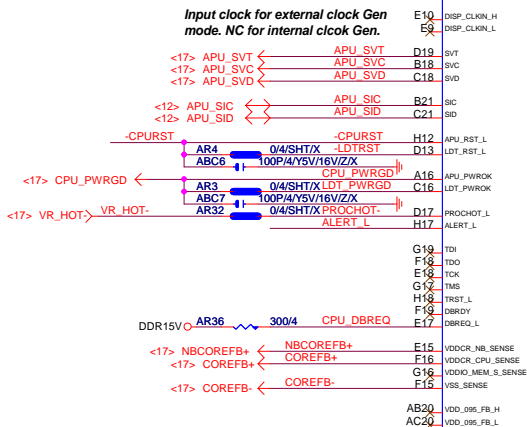 Input clock for external clock Gen
mode. NC for internal clcok Gen.
E10 DISP_CLKIN_H
E9 DISP_CLKIN_L
<17> APU_SVT APU_SVT D19 SVT
<17> APU_SVC APU_SVC B18 SVC
<17> APU_SVD APU_SVD C18 SVD
<12> APU_SIC APU_SIC B21 SIC
<12> APU_SID APU_SID C21 SID
-CPURST -CPURST H12 APU_RST_L
AR4 0/4/SHT/X -LDTRST D13 LDT_RST_L
ABC6 100P/4/Y5V/16V/Z/X
<17> CPU_PWRGD CPU_PWRGD A16 APU_PWROK
AR3 0/4/SHT/X LDT_PWRGD C16 LDT_PWROK
ABC7 100P/4/Y5V/16V/Z/X
<17> VR_HOT- VR_HOT- AR32 0/4/SHT/X PROCHOT- D17 PROCHOT_L
ALERT_L H17 ALERT_L
G19 TDI
F18 TDO
E18 TCK
G17 TMS
H18 TRST_L
F19 DBRDY
DDR15V AR36 300/4 CPU_DBREQ E17 DBREQ_L
<17> NBCOREFB+ NBCOREFB+ E15 VDDCR_NB_SENSE
<17> COREFB+ COREFB+ F16 VDDCR_CPU_SENSE
G16 VDDIO_MEM_S_SENSE
<17> COREFB- COREFB- F15 VSS_SENSE
AB20 VDD_095_FB_H
AC20 VDD_095_FB_L